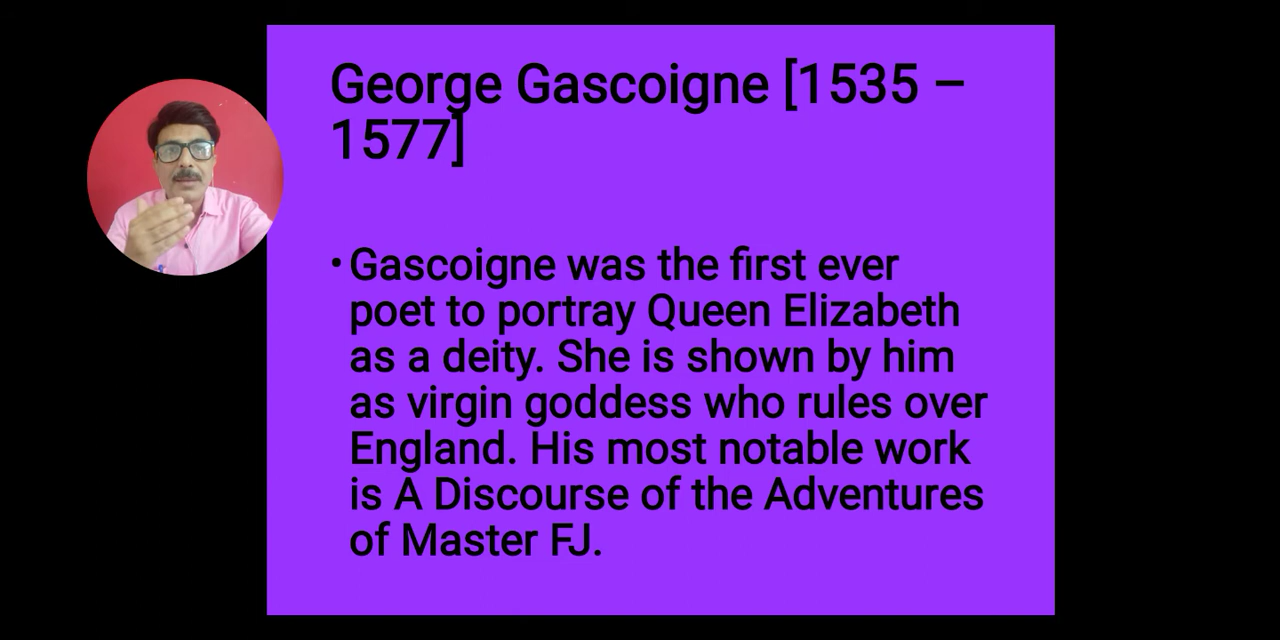 George Gascoigne [1535 –
1577]
• Gascoigne was the first ever
poet to portray Queen Elizabeth
as a deity. She is shown by him
as virgin goddess who rules over
England. His most notable work
is A Discourse of the Adventures
of Master FJ.